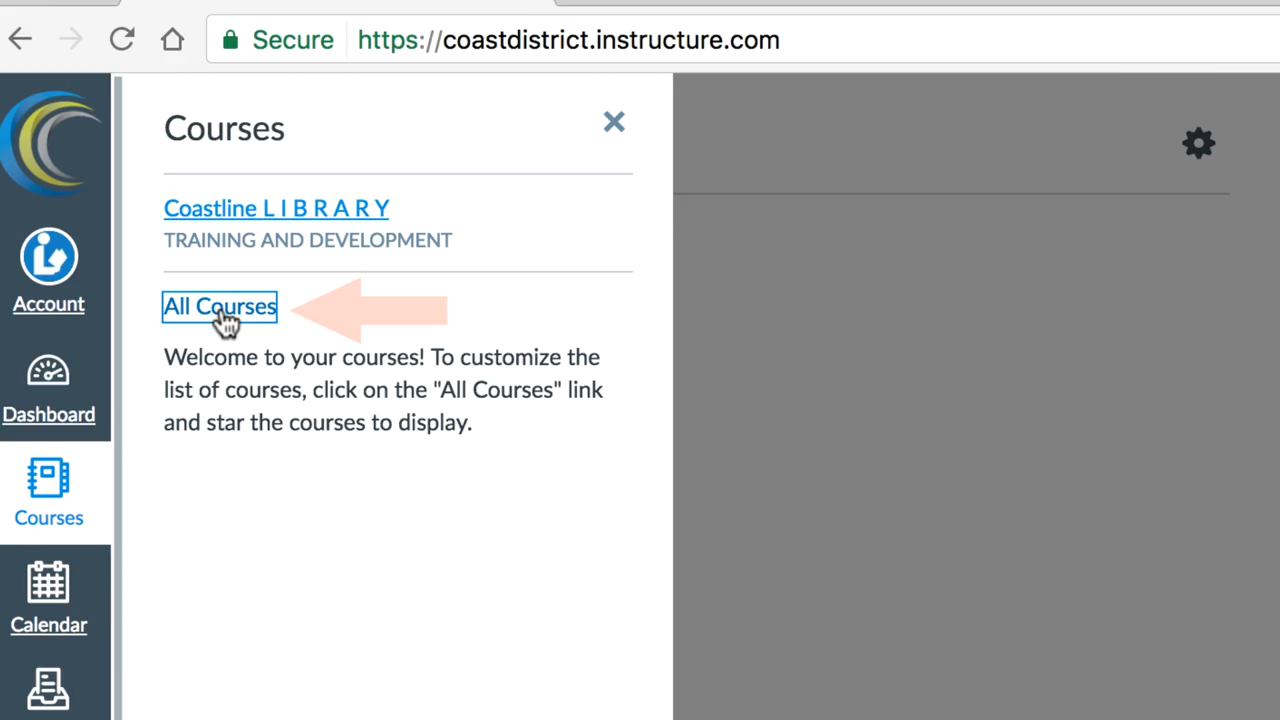 Secure https://coastdistrict.instructure.com
Courses
Coastline L I B R A R Y
TRAINING AND DEVELOPMENT
All Courses
Welcome to your courses! To customize the
list of courses, click on the "All Courses" link
and star the courses to display.
Account
Dashboard
Courses
Calendar